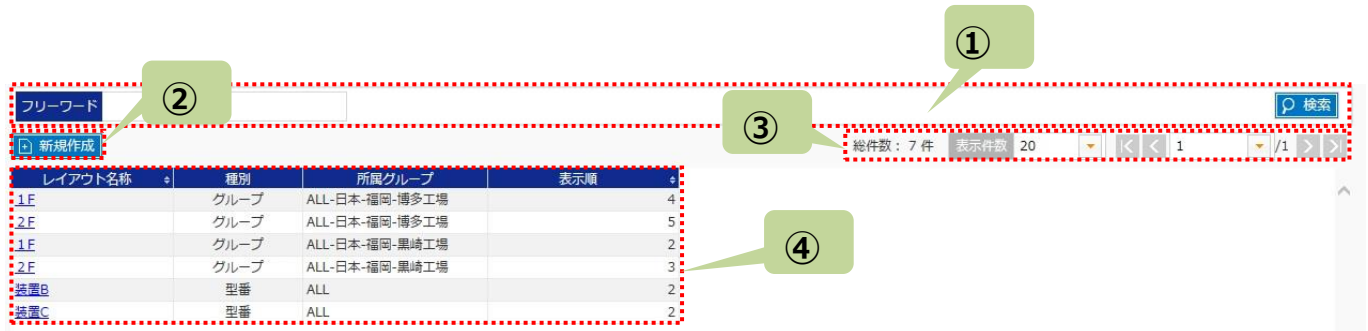 ①
②
フリーワード
検索
③
新規作成
総件数： 7 件 表示件数 20 1 /1
レイアウト名称 種別 所属グループ 表示順
1F グループ ALL-日本-福岡-博多工場 4
2F グループ ALL-日本-福岡-博多工場 5
1F グループ ALL-日本-福岡-黒崎工場 2
④
2F グループ ALL-日本-福岡-黒崎工場 3
装置B 型番 ALL 2
装置C 型番 ALL 2